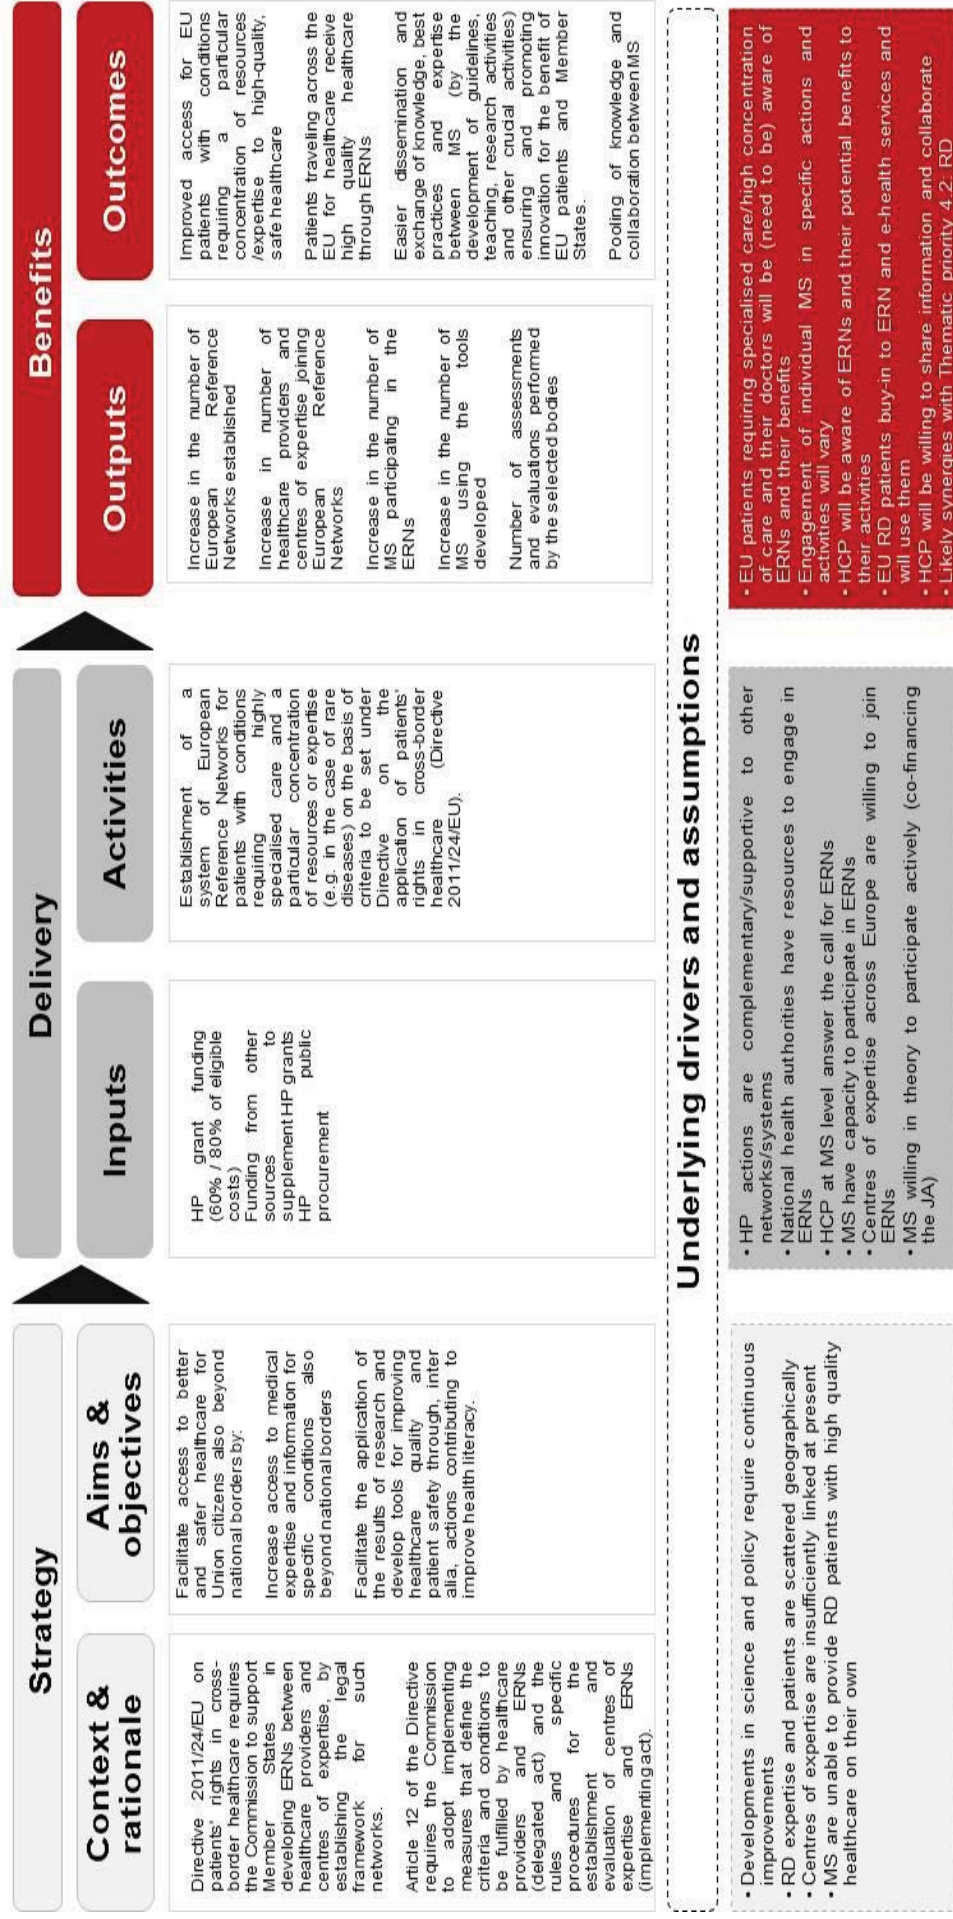 Strategy
Delivery
Benefits
Context &
rationale
Aims &
objectives
Inputs
Activities
Outputs
Outcomes
Directive 2011/24/EU on
patients' rights in cross-
border healthcare requires
the Commission to support
Member States in
developing ERNs between
healthcare providers and
centres of expertise, by
establishing the legal
framework for such
networks.
Article 12 of the Directive
requires the Commission
to adopt implementing
measures that define the
criteria and conditions to
be fulfilled by healthcare
providers and ERNs
(delegated act) and the
rules and specific
procedures for the
establishment and
evaluation of centres of
expertise and ERNs
(implementing act).
Facilitate access to better
and safer healthcare for
Union citizens also beyond
national borders by:
Increase access to medical
expertise and information for
specific conditions also
beyond national borders
Facilitate the application of
the results of research and
develop tools for improving
healthcare quality and
patient safety through, inter
alia, actions contributing to
improve health literacy.
HP grant funding
(60% / 80% of eligible
costs)
Funding from other
sources to
supplement HP grants
HP public
procurement
Establishment of a
system of European
Reference Networks for
patients with conditions
requiring highly
specialised care and a
particular concentration
of resources or expertise
(e.g. in the case of rare
diseases) on the basis of
criteria to be set under
Directive on the
application of patients'
rights in cross-border
healthcare (Directive
2011/24/EU).
Increase in the number of
European Reference
Networks established
Increase in number of
healthcare providers and
centres of expertise joining
European Reference
Networks
Increase in the number of
MS participating in the
ERNs
Increase in the number of
MS using the tools
developed
Number of assessments
and evaluations performed
by the selected bodies
Improved access for EU
patients with conditions
requiring a particular
concentration of resources
/expertise to high-quality,
safe healthcare
Patients traveling across the
EU for healthcare receive
high quality healthcare
through ERNs
Easier dissemination and
exchange of knowledge, best
practices and expertise
between MS (by the
development of guidelines,
teaching, research activities
and other crucial activities)
ensuring and promoting
innovation for the benefit of
EU patients and Member
States.
Pooling of knowledge and
collaboration between MS
Underlying drivers and assumptions
• Developments in science and policy require continuous
improvements
• RD expertise and patients are scattered geographically
• Centres of expertise are insufficiently linked at present
• MS are unable to provide RD patients with high quality
healthcare on their own
• HP actions are complementary/supportive to other
networks/systems
• National health authorities have resources to engage in
ERNs
• HCP at MS level answer the call for ERNs
• MS have capacity to participate in ERNs
• Centres of expertise across Europe are willing to join
ERNs
• MS willing in theory to participate actively (co-financing
the JA)
• EU patients requiring specialised care/high concentration
of care and their doctors will be (need to be) aware of
ERNs and their benefits
• Engagement of individual MS in specific actions and
activities will vary
• HCP will be aware of ERNs and their potential benefits to
their activities
• EU RD patients buy-in to ERN and e-health services and
will use them
• HCP will be willing to share information and collaborate
• Likely synergies with Thematic priority 4.2. RD